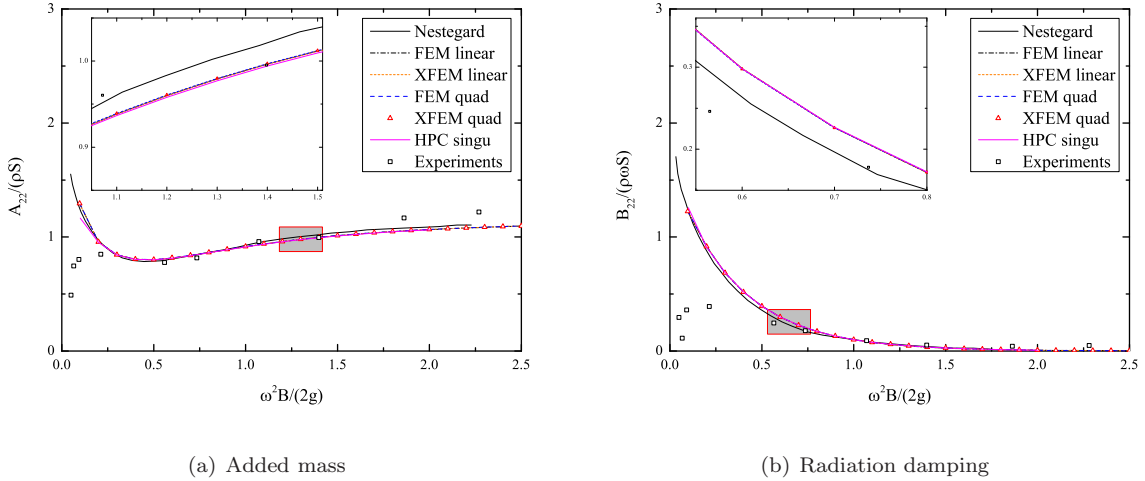 3
2
1
0
0.0
0.5
1.0
1.5
2.0
2.5
A₂₂/(ρS)
ω²B/(2g)
1.0
0.9
1.1
1.2
1.3
1.4
1.5
Nestegard
FEM linear
XFEM linear
FEM quad
XFEM quad
HPC singu
Experiments
(a) Added mass
3
2
1
0
0.0
0.5
1.0
1.5
2.0
2.5
B₂₂/(ρωS)
ω²B/(2g)
0.3
0.2
0.6
0.7
0.8
Nestegard
FEM linear
XFEM linear
FEM quad
XFEM quad
HPC singu
Experiments
(b) Radiation damping